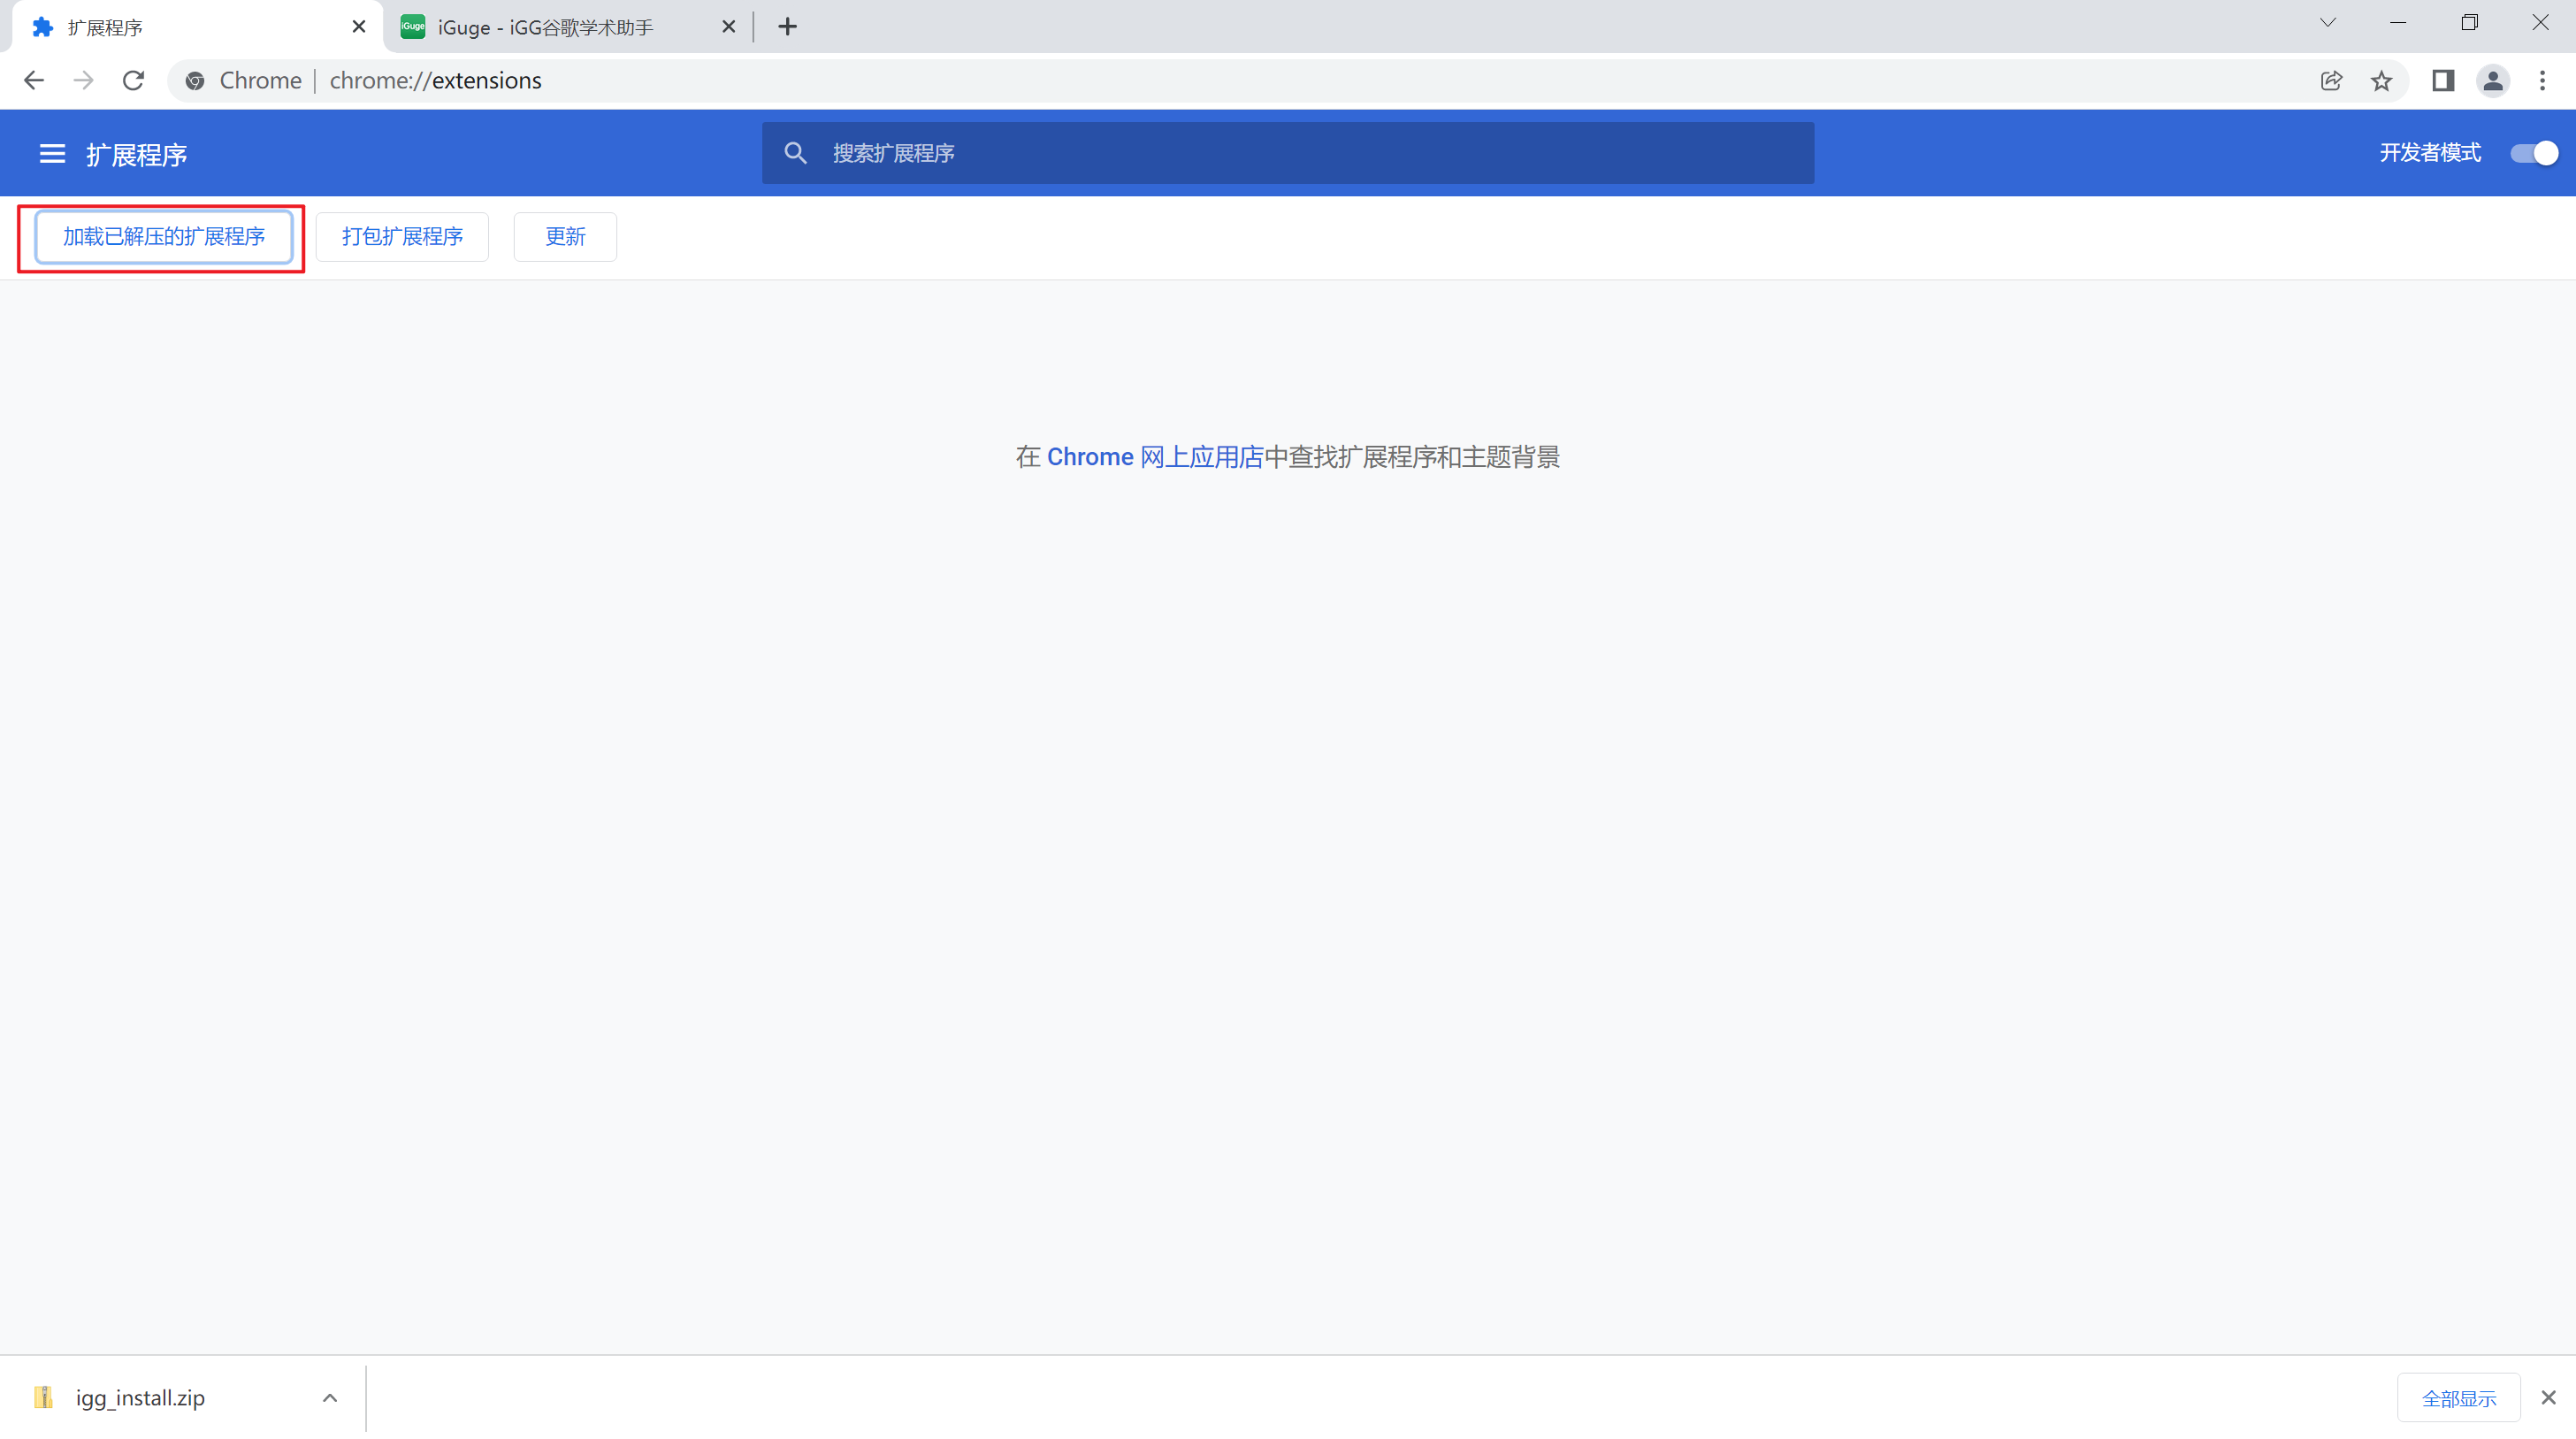 扩展程序
iGuge
iGuge - iGG谷歌学术助手
Chrome
chrome://extensions
扩展程序
搜索扩展程序
开发者模式
加载已解压的扩展程序
打包扩展程序
更新
在 Chrome 网上应用店中查找扩展程序和主题背景
igg_install.zip
全部显示